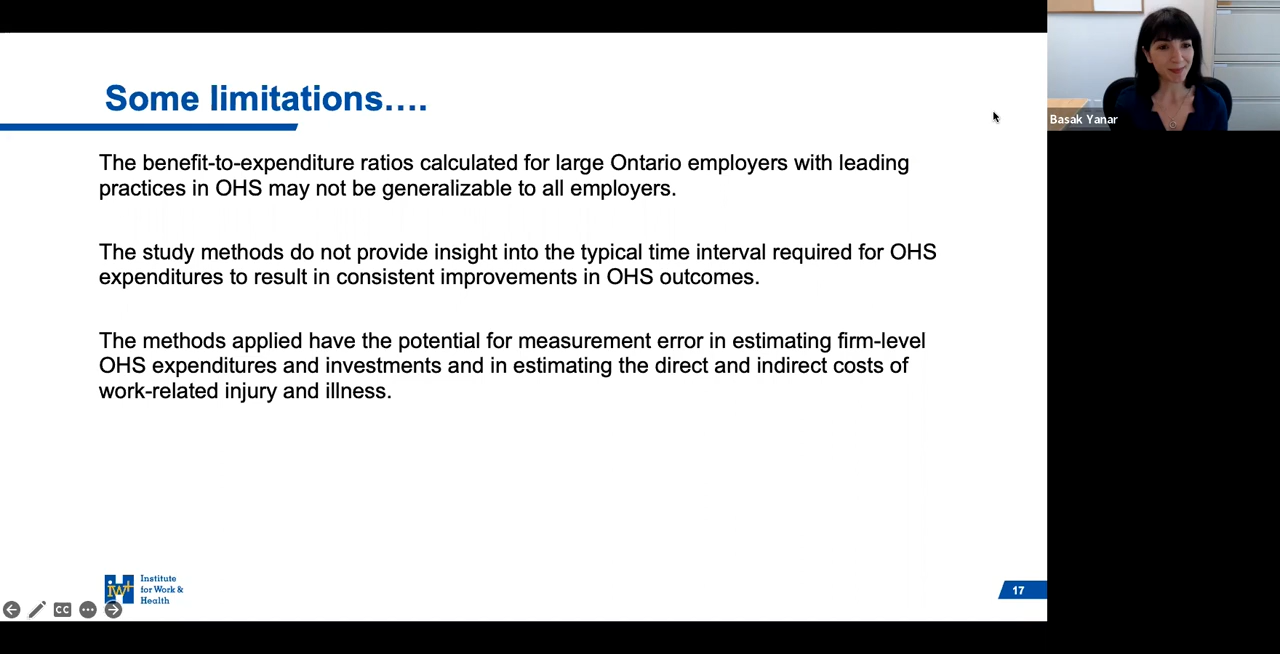 Some limitations….
The benefit-to-expenditure ratios calculated for large Ontario employers with leading
practices in OHS may not be generalizable to all employers.
The study methods do not provide insight into the typical time interval required for OHS
expenditures to result in consistent improvements in OHS outcomes.
The methods applied have the potential for measurement error in estimating firm-level
OHS expenditures and investments and in estimating the direct and indirect costs of
work-related injury and illness.
Basak Yanar
iw+
Institute
for Work &
Health
CC
17